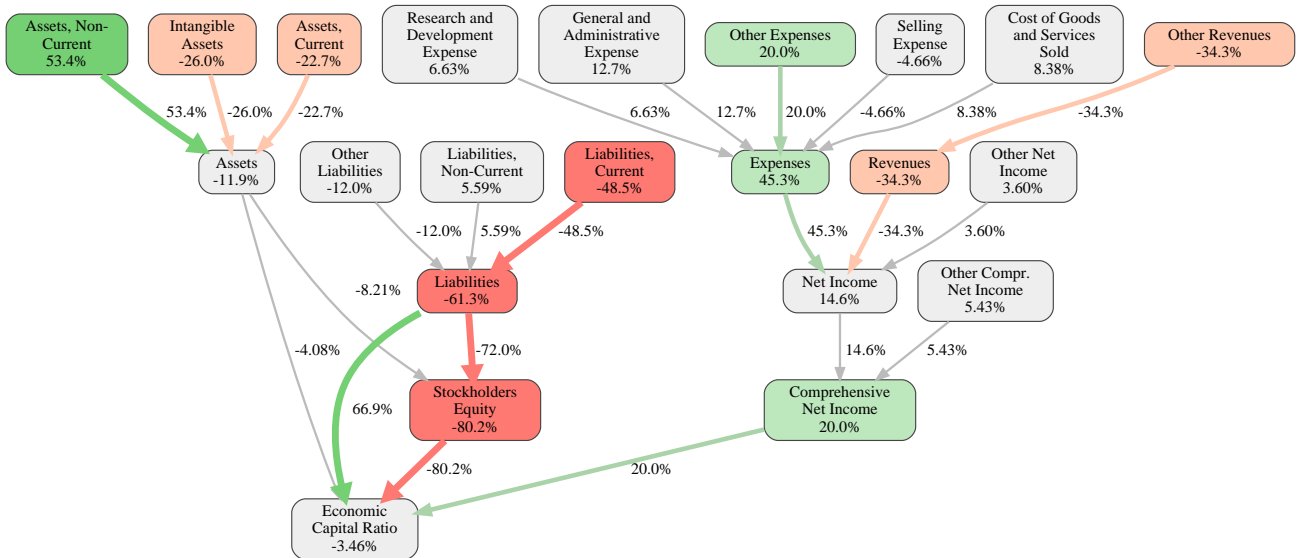 Assets, Non-
Current
53.4%
Intangible
Assets
-26.0%
Assets,
Current
-22.7%
Research and
Development
Expense
6.63%
General and
Administrative
Expense
12.7%
Other Expenses
20.0%
Selling
Expense
-4.66%
Cost of Goods
and Services
Sold
8.38%
Other Revenues
-34.3%
53.4%
-26.0%
-22.7%
6.63%
12.7%
20.0%
-4.66%
8.38%
-34.3%
Assets
-11.9%
Other
Liabilities
-12.0%
Liabilities,
Non-Current
5.59%
Liabilities,
Current
-48.5%
Expenses
45.3%
Revenues
-34.3%
Other Net
Income
3.60%
-12.0%
5.59%
-48.5%
45.3%
-34.3%
3.60%
Liabilities
-61.3%
Net Income
14.6%
Other Compr.
Net Income
5.43%
-8.21%
-4.08%
-72.0%
14.6%
5.43%
Stockholders
Equity
-80.2%
Comprehensive
Net Income
20.0%
66.9%
-80.2%
20.0%
Economic
Capital Ratio
-3.46%